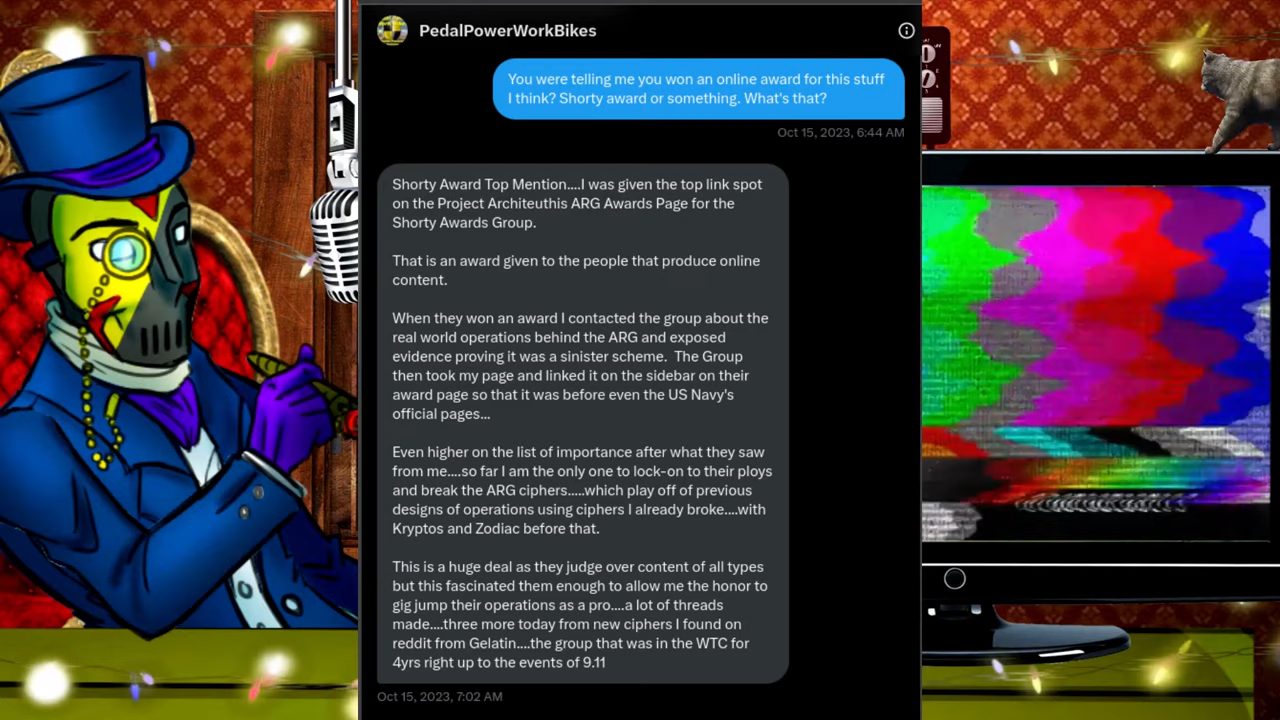 PedalPowerWorkBikes
You were telling me you won an online award for this stuff
I think? Shorty award or something. What's that?
Oct 15, 2023, 6:44 AM
Shorty Award Top Mention....I was given the top link spot
on the Project Architeuthis ARG Awards Page for the
Shorty Awards Group.
That is an award given to the people that produce online
content.
When they won an award I contacted the group about the
real world operations behind the ARG and exposed
evidence proving it was a sinister scheme.  The Group
then took my page and linked it on the sidebar on their
award page so that it was before even the US Navy's
official pages...
Even higher on the list of importance after what they saw
from me....so far I am the only one to lock-on to their ploys
and break the ARG ciphers.....which play off of previous
designs of operations using ciphers I already broke....with
Kryptos and Zodiac before that.
This is a huge deal as they judge over content of all types
but this fascinated them enough to allow me the honor to
gig jump their operations as a pro....a lot of threads
made....three more today from new ciphers I found on
reddit from Gelatin....the group that was in the WTC for
4yrs right up to the events of 9.11
Oct 15, 2023, 7:02 AM